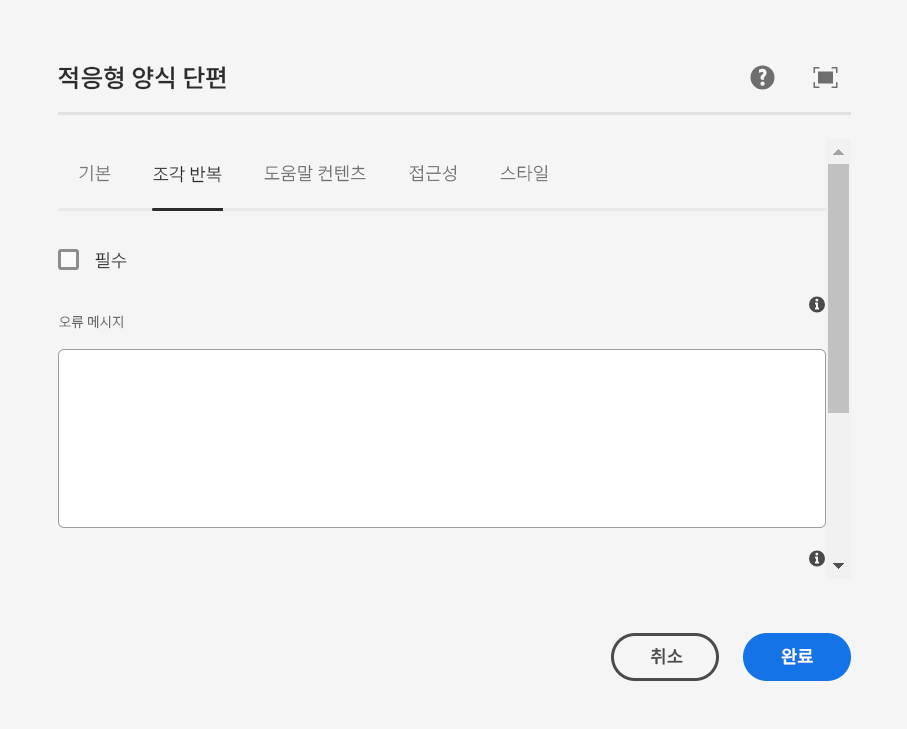 적응형 양식 단편
기본 조각 반복 도움말 컨텐츠 접근성 스타일
필수
오류 메시지
취소 완료